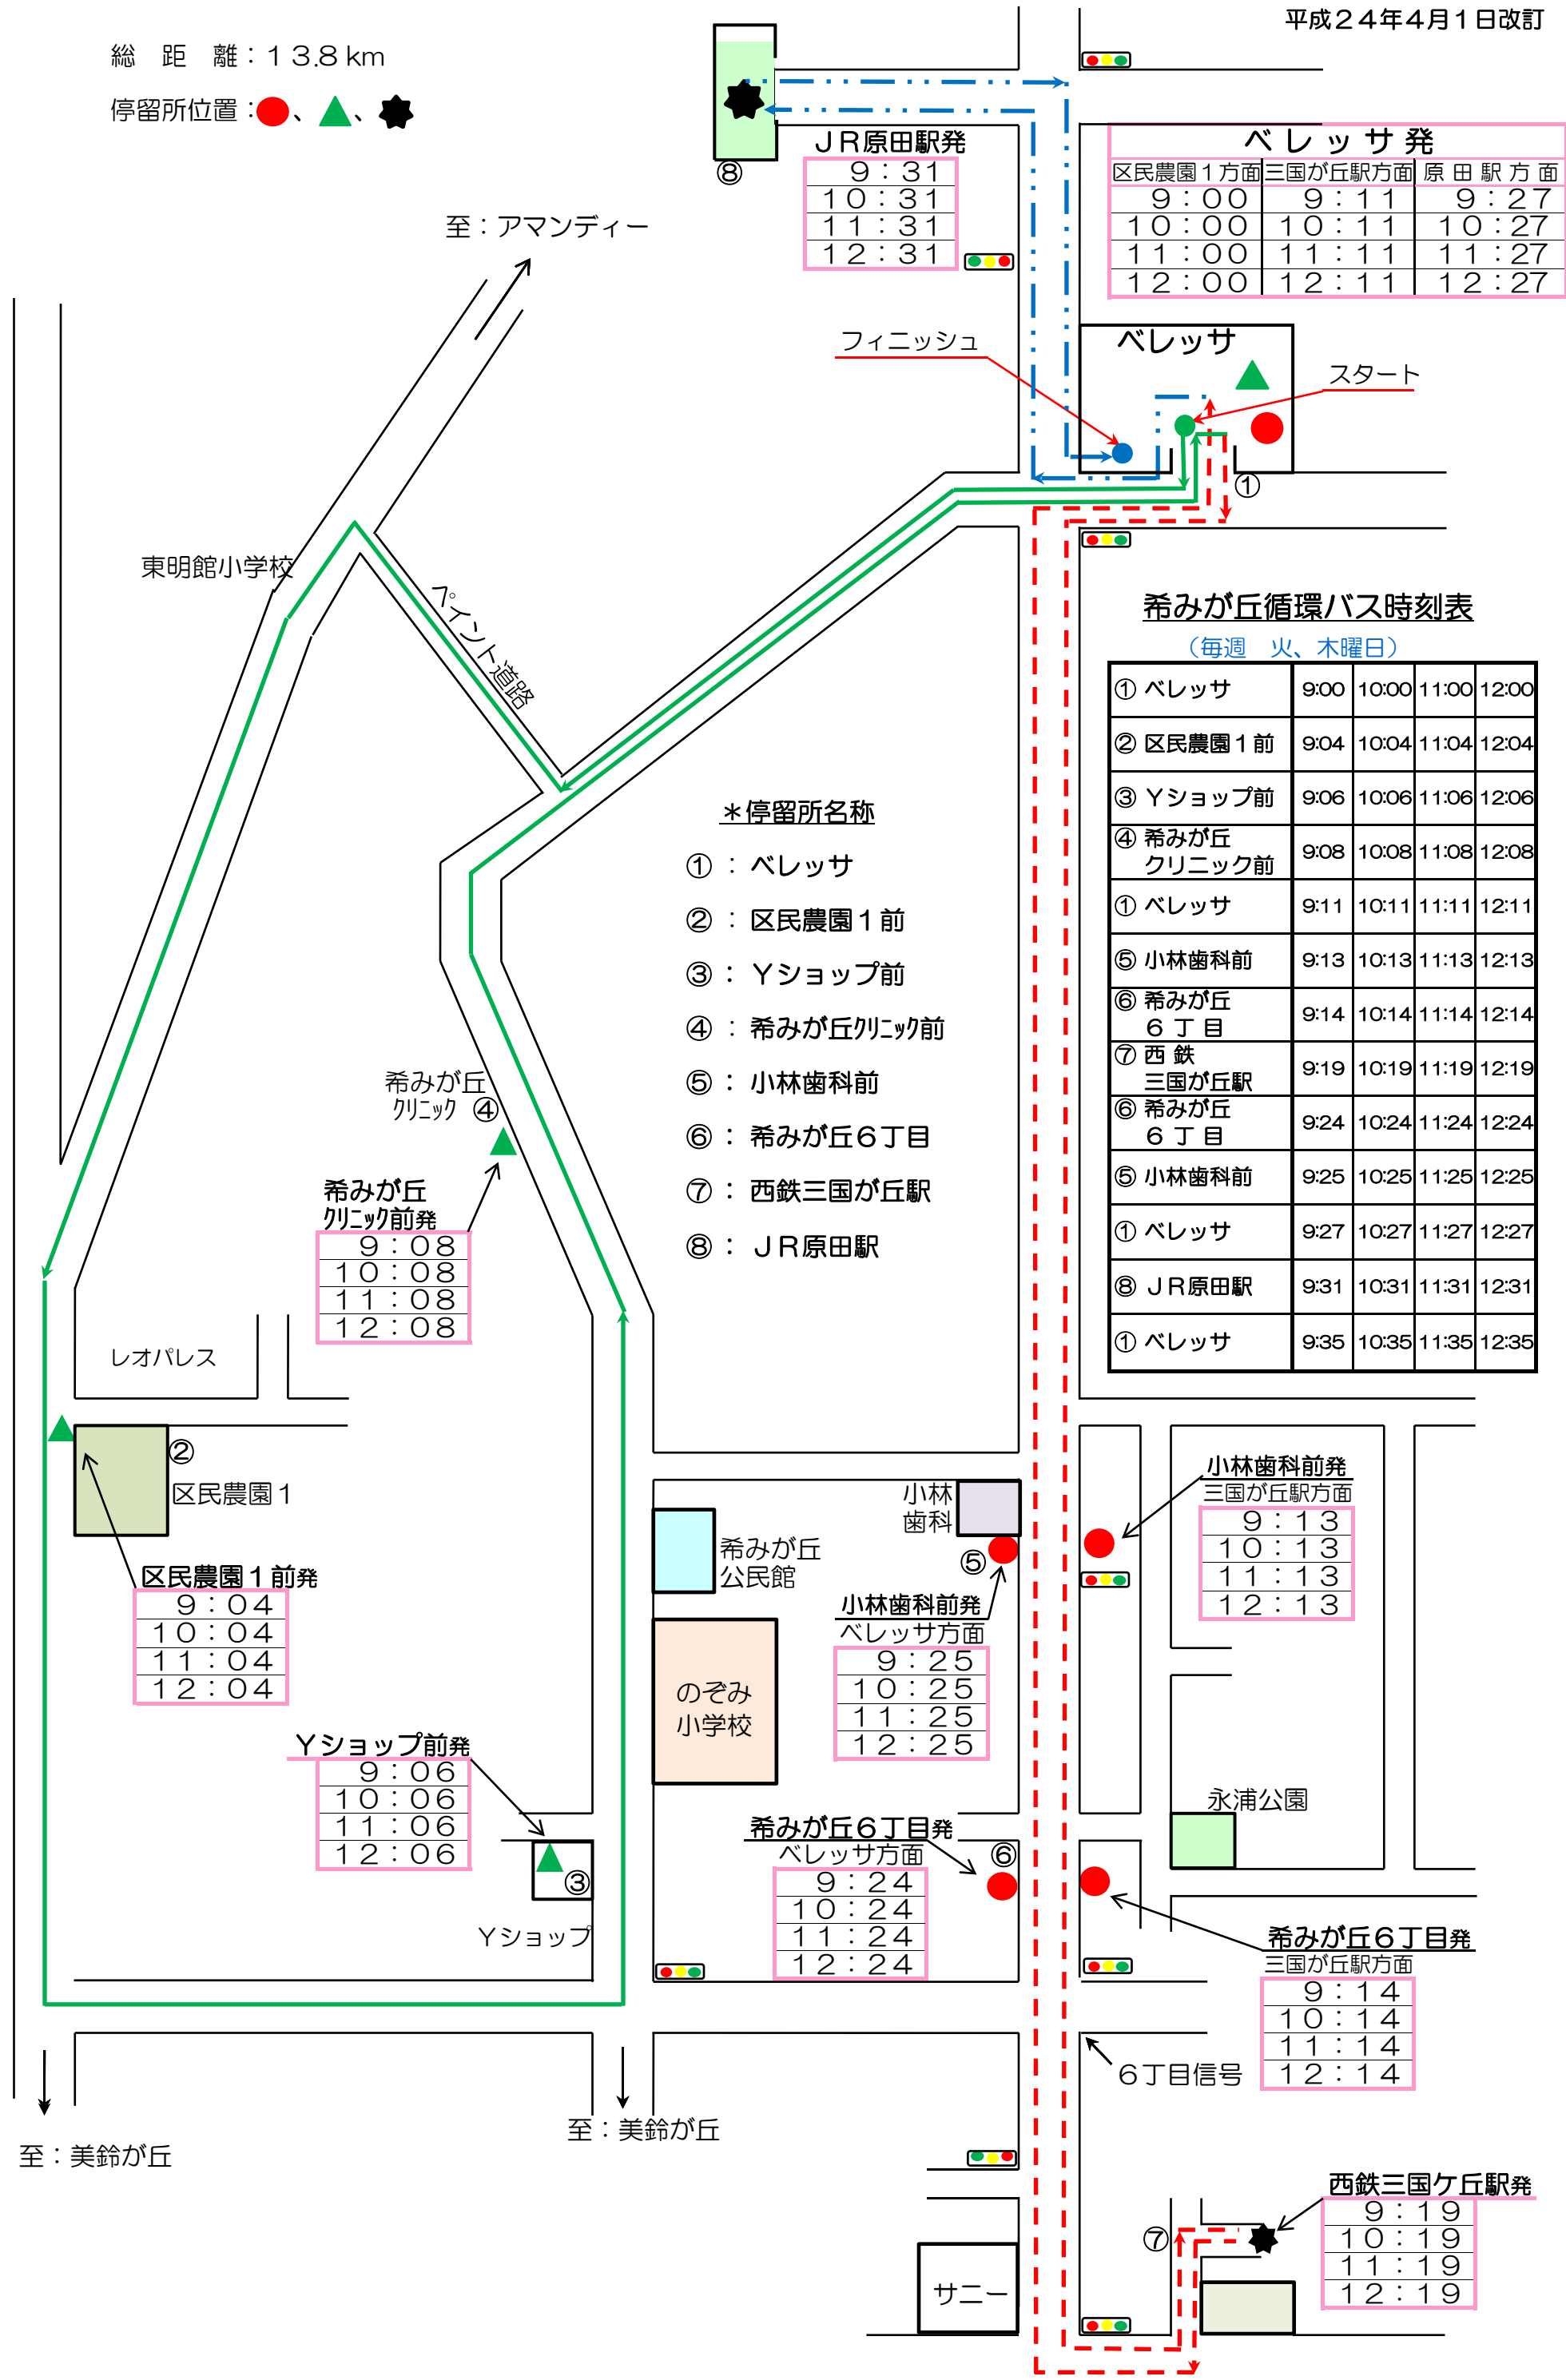 平成２４年４月１日改訂
総　距　離：１３.８ｋｍ
停留所位置：●、▲、
ＪＲ原田駅発
９：３１
１０：３１
１１：３１
１２：３１
⑧
ベレッサ発
区民農園１方面 三国が丘駅方面 原田駅方面
９：００ ９：１１ ９：２７
１０：００ １０：１１ １０：２７
１１：００ １１：１１ １１：２７
１２：００ １２：１１ １２：２７
至：アマンディー
フィニッシュ
ベレッサ
スタート
①
東明館小学校
ペイント道路
希みが丘循環バス時刻表
（毎週　火、木曜日）
① ベレッサ 9:00 10:00 11:00 12:00
② 区民農園１前 9:04 10:04 11:04 12:04
③ Ｙショップ前 9:06 10:06 11:06 12:06
④ 希みが丘
クリニック前 9:08 10:08 11:08 12:08
① ベレッサ 9:11 10:11 11:11 12:11
⑤ 小林歯科前 9:13 10:13 11:13 12:13
⑥ 希みが丘
６丁目 9:14 10:14 11:14 12:14
⑦ 西鉄
三国が丘駅 9:19 10:19 11:19 12:19
⑥ 希みが丘
６丁目 9:24 10:24 11:24 12:24
⑤ 小林歯科前 9:25 10:25 11:25 12:25
① ベレッサ 9:27 10:27 11:27 12:27
⑧ ＪＲ原田駅 9:31 10:31 11:31 12:31
① ベレッサ 9:35 10:35 11:35 12:35
＊停留所名称
①：ベレッサ
②：区民農園１前
③：Ｙショップ前
④：希みが丘ｸﾘﾆｯｸ前
⑤：小林歯科前
⑥：希みが丘６丁目
⑦：西鉄三国が丘駅
⑧：ＪＲ原田駅
希みが丘
ｸﾘﾆｯｸ ④
希みが丘
ｸﾘﾆｯｸ前発
９：０８
１０：０８
１１：０８
１２：０８
レオパレス
②
区民農園１
区民農園１前発
９：０４
１０：０４
１１：０４
１２：０４
Ｙショップ前発
９：０６
１０：０６
１１：０６
１２：０６
③
Ｙショップ
小林
歯科
⑤
希みが丘
公民館
小林歯科前発
ベレッサ方面
９：２５
１０：２５
１１：２５
１２：２５
のぞみ
小学校
小林歯科前発
三国が丘駅方面
９：１３
１０：１３
１１：１３
１２：１３
永浦公園
希みが丘６丁目発
ベレッサ方面
９：２４
１０：２４
１１：２４
１２：２４
⑥
希みが丘６丁目発
三国が丘駅方面
９：１４
１０：１４
１１：１４
１２：１４
６丁目信号
至：美鈴が丘
至：美鈴が丘
西鉄三国ケ丘駅発
９：１９
１０：１９
１１：１９
１２：１９
⑦
サニー